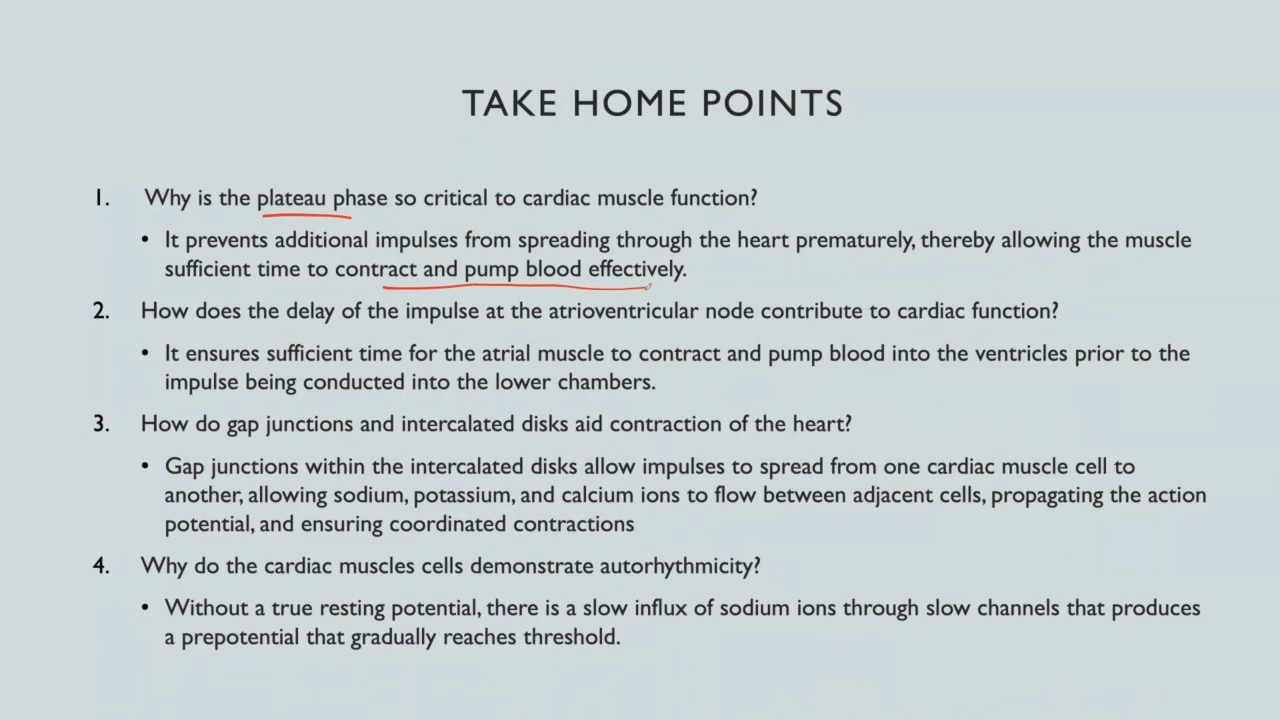 TAKE HOME POINTS
1. Why is the plateau phase so critical to cardiac muscle function?
• It prevents additional impulses from spreading through the heart prematurely, thereby allowing the muscle
sufficient time to contract and pump blood effectively.
2. How does the delay of the impulse at the atrioventricular node contribute to cardiac function?
• It ensures sufficient time for the atrial muscle to contract and pump blood into the ventricles prior to the
impulse being conducted into the lower chambers.
3. How do gap junctions and intercalated disks aid contraction of the heart?
• Gap junctions within the intercalated disks allow impulses to spread from one cardiac muscle cell to
another, allowing sodium, potassium, and calcium ions to flow between adjacent cells, propagating the action
potential, and ensuring coordinated contractions
4. Why do the cardiac muscles cells demonstrate autorhythmicity?
• Without a true resting potential, there is a slow influx of sodium ions through slow channels that produces
a prepotential that gradually reaches threshold.